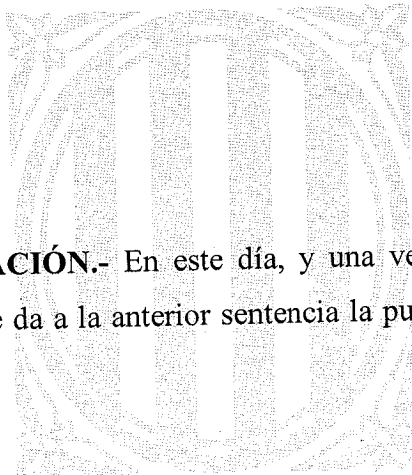 ACIÓN.- En este día, y una ve
e da a la anterior sentencia la pu